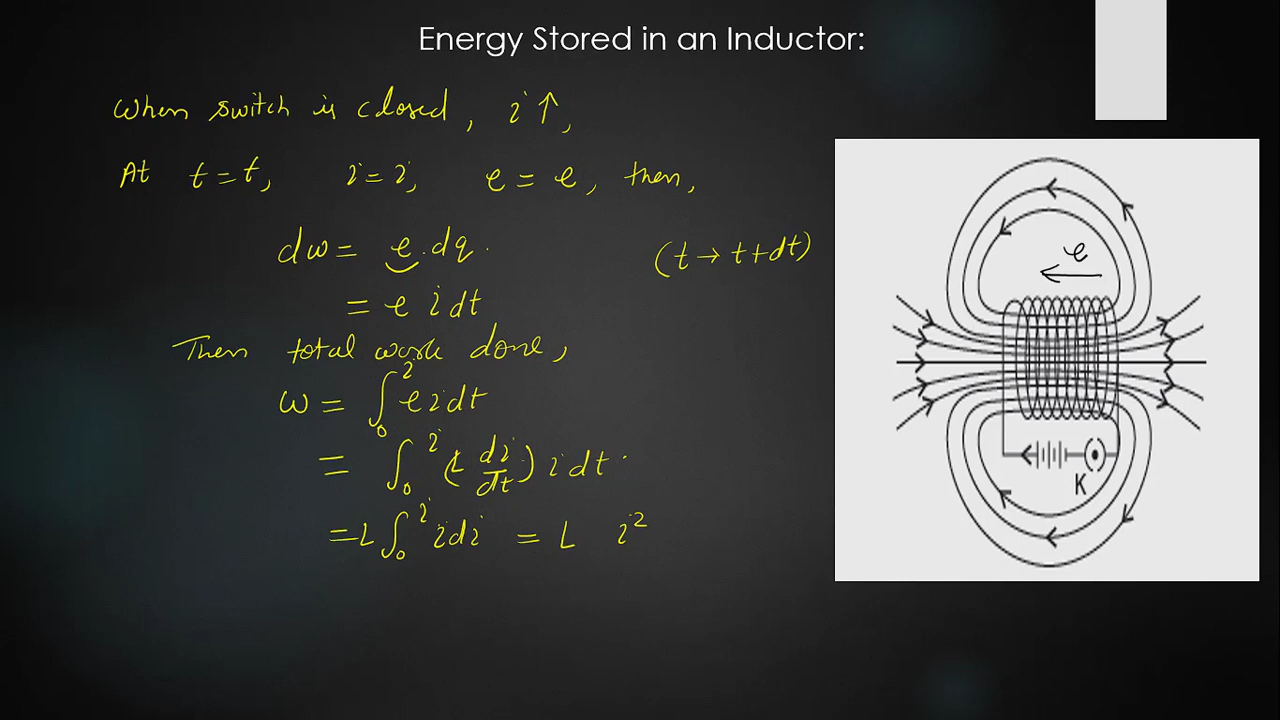 Energy Stored in an Inductor:
When switch is closed, i↑,
At t=t, i=i, e=e, then,
dw = e.dq. (t→t+dt)
= e i dt
Then total work done,
w = ∫₀ⁱ e i dt
= ∫₀ⁱ (L di/dt) i dt.
= L ∫₀ⁱ i di = L i²
e
K